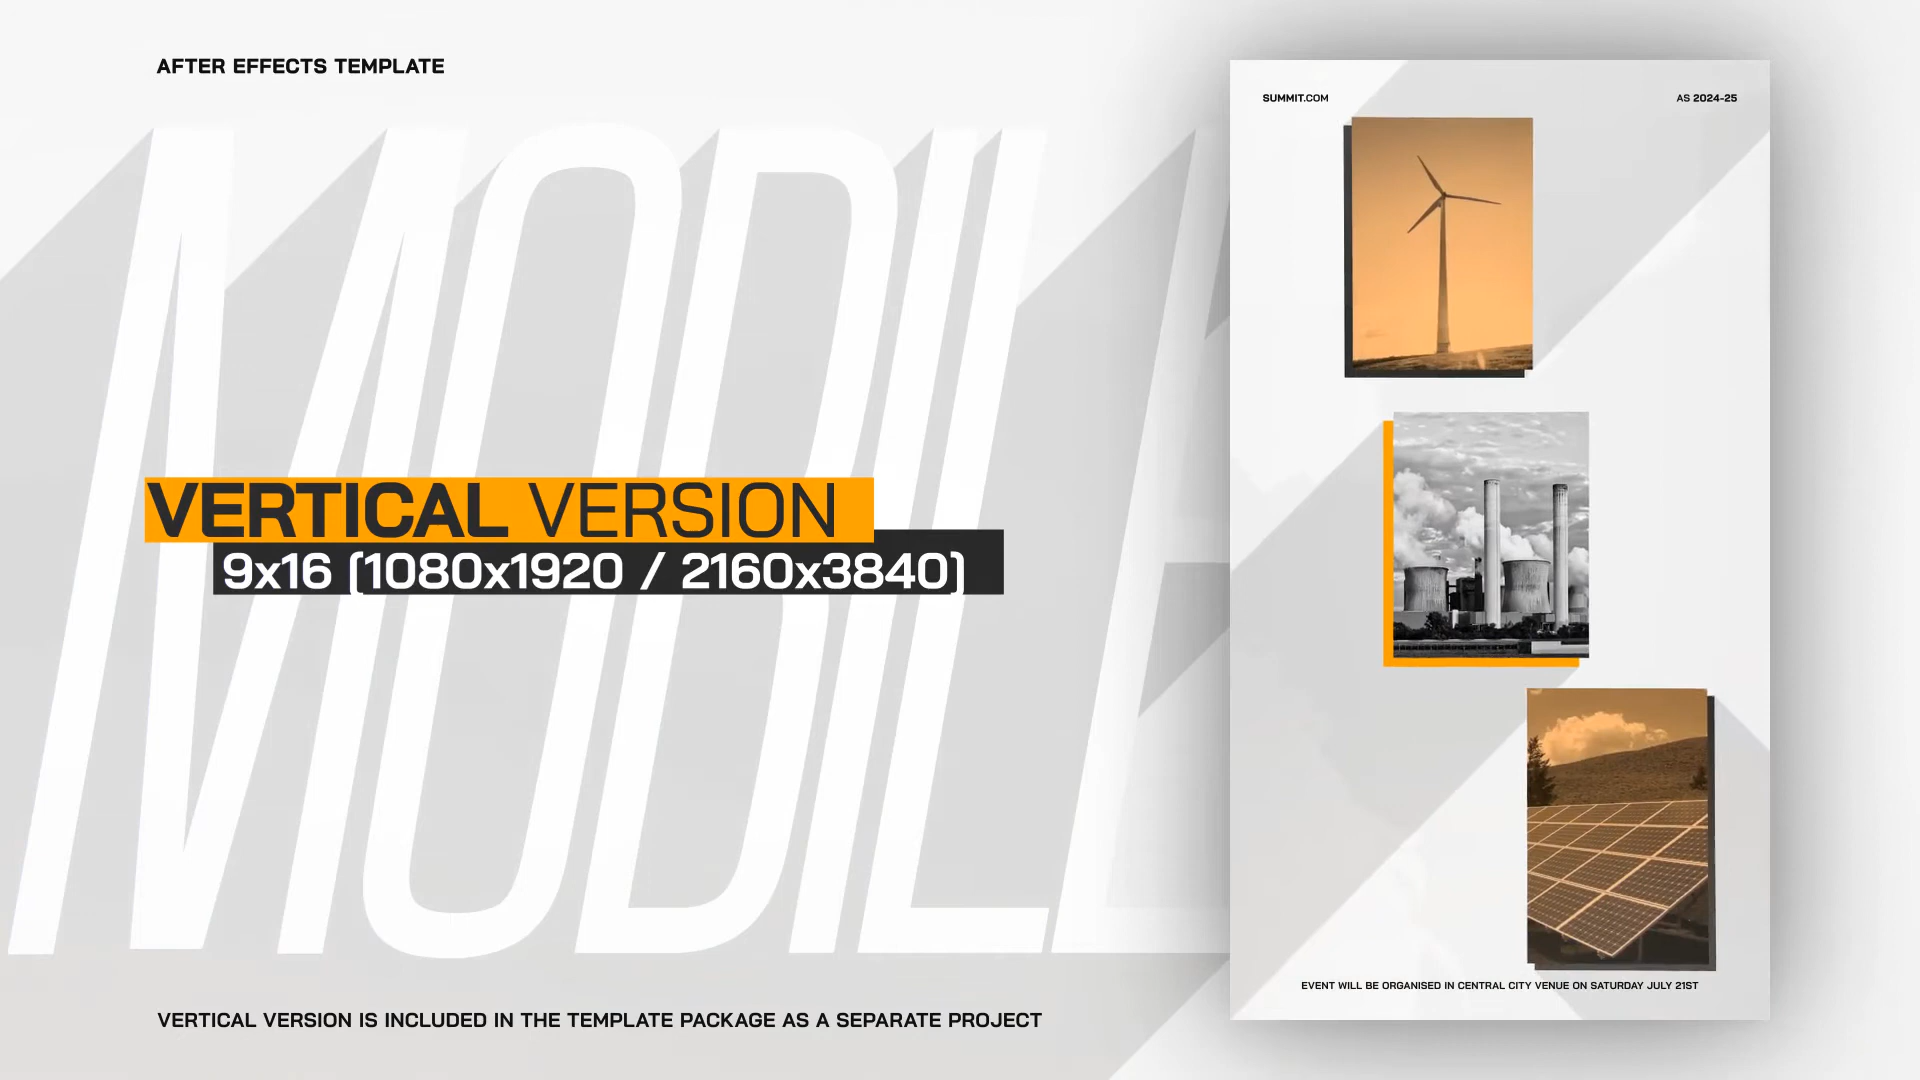 AFTER EFFECTS TEMPLATE
MOBILE
VERTICAL VERSION
9x16 (1080x1920 / 2160x3840)
VERTICAL VERSION IS INCLUDED IN THE TEMPLATE PACKAGE AS A SEPARATE PROJECT
SUMMIT.COM
AS 2024-25
EVENT WILL BE ORGANISED IN CENTRAL CITY VENUE ON SATURDAY JULY 21ST